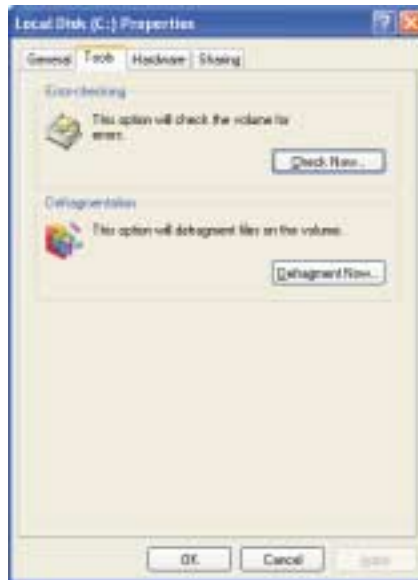 Local Disk (C:) Properties
General Tools Hardware Sharing
Error-checking
This option will check the volume for
errors.
Check Now...
Defragmentation
This option will defragment files on the volume.
Defragment Now...
OK Cancel Apply